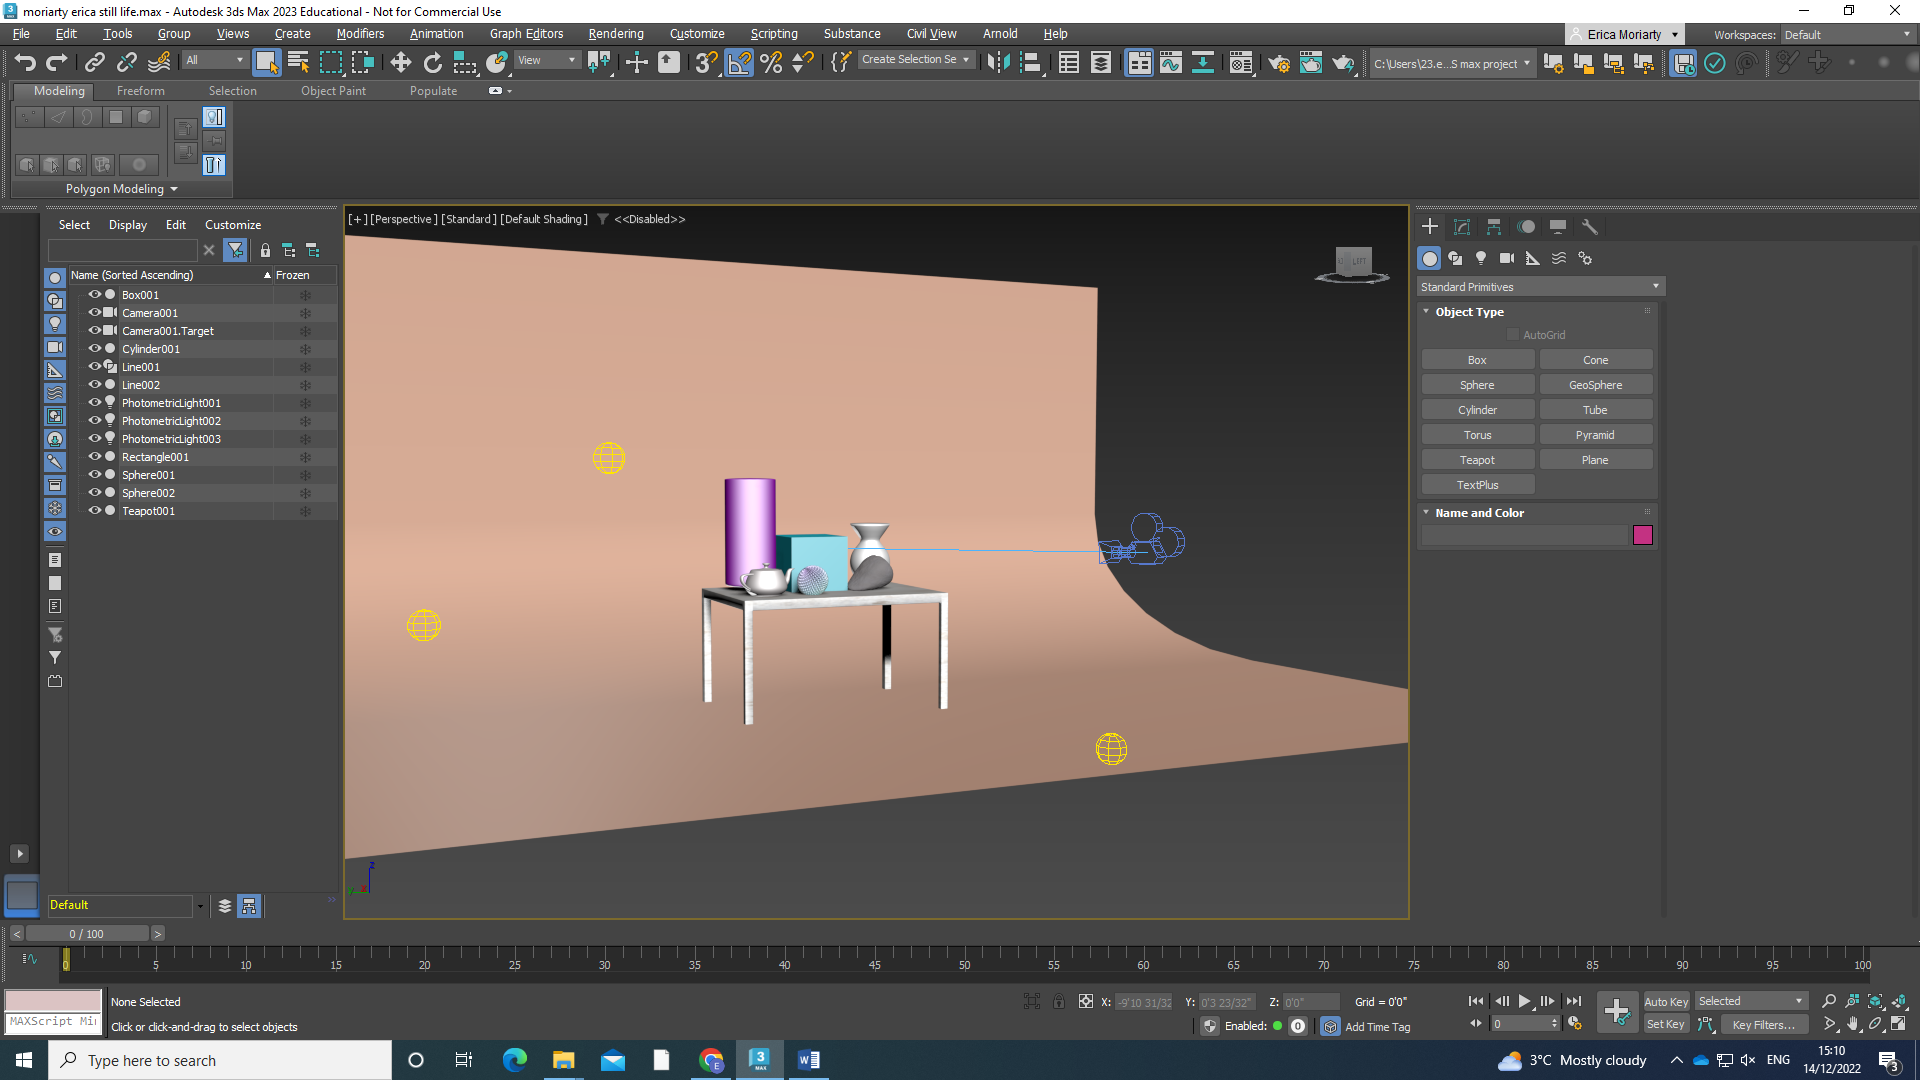 moriarty erica still life.max - Autodesk 3ds Max 2023 Educational - Not for Commercial Use
File Edit Tools Group Views Create Modifiers Animation Graph Editors Rendering Customize Scripting Substance Civil View Arnold Help
Erica Moriarty Workspaces: Default
All View Create Selection Se C:\Users\23.e...S max project
Modeling Freeform Selection Object Paint Populate
Polygon Modeling
Select Display Edit Customize
[+] [Perspective ] [Standard ] [Default Shading ] <<Disabled>>
LEFT
Name (Sorted Ascending) Frozen
Box001
Camera001
Camera001.Target
Cylinder001
Line001
Line002
PhotometricLight001
PhotometricLight002
PhotometricLight003
Rectangle001
Sphere001
Sphere002
Teapot001
Standard Primitives
Object Type
AutoGrid
Box Cone
Sphere GeoSphere
Cylinder Tube
Torus Pyramid
Teapot Plane
TextPlus
Name and Color
z
Default
< 0 / 100 >
0 5 10 15 20 25 30 35 40 45 50 55 60 65 70 75 80 85 90 95 100
None Selected
X: -9'10 31/32 Y: 0'3 23/32" Z: 0'0" Grid = 0'0"
Auto Key Selected
MAXScript Mi
Click or click-and-drag to select objects
Enabled: 0 Add Time Tag
0
Set Key Key Filters...
Type here to search
3 MAX
3°C Mostly cloudy ENG
15:10
14/12/2022
3